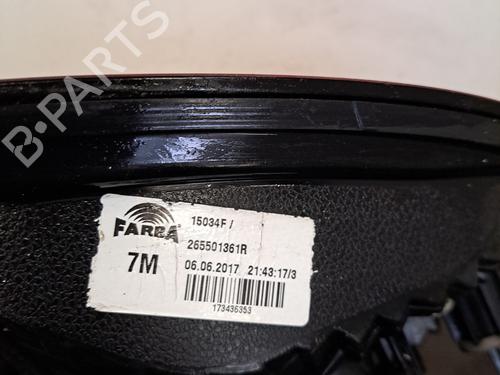 B-PARTS
FARBA
15034F /
265501361R
7M
06.06.2017 21:43:17/3
173436353